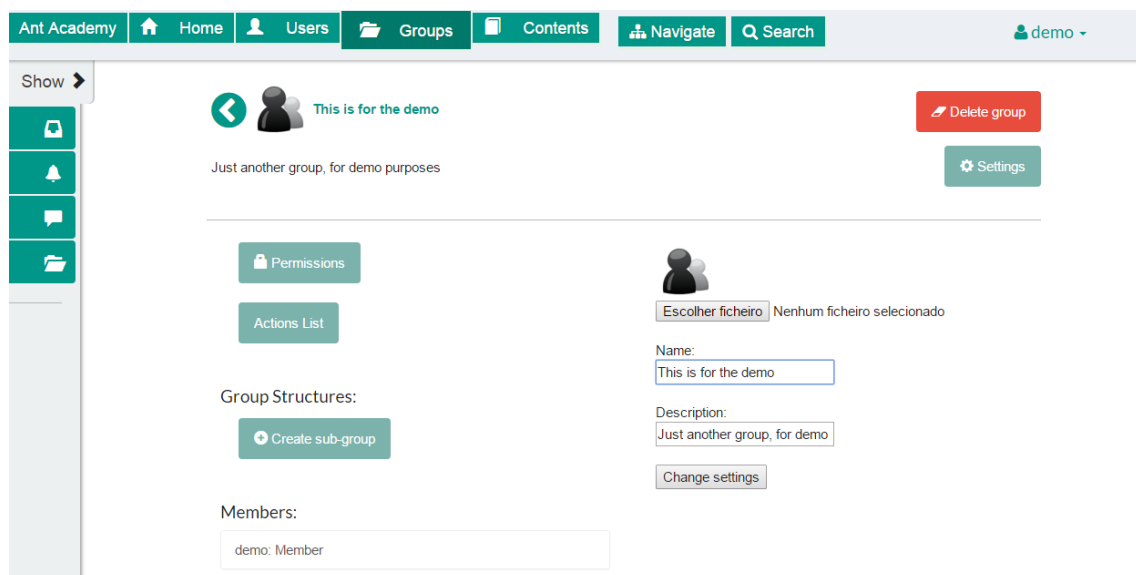 Ant Academy Home Users Groups Contents Navigate Search demo
Show
This is for the demo
Delete group
Just another group, for demo purposes
Settings
Permissions
Actions List
Group Structures:
Create sub-group
Members:
demo: Member
Escolher ficheiro Nenhum ficheiro selecionado
Name:
This is for the demo
Description:
Just another group, for demo
Change settings